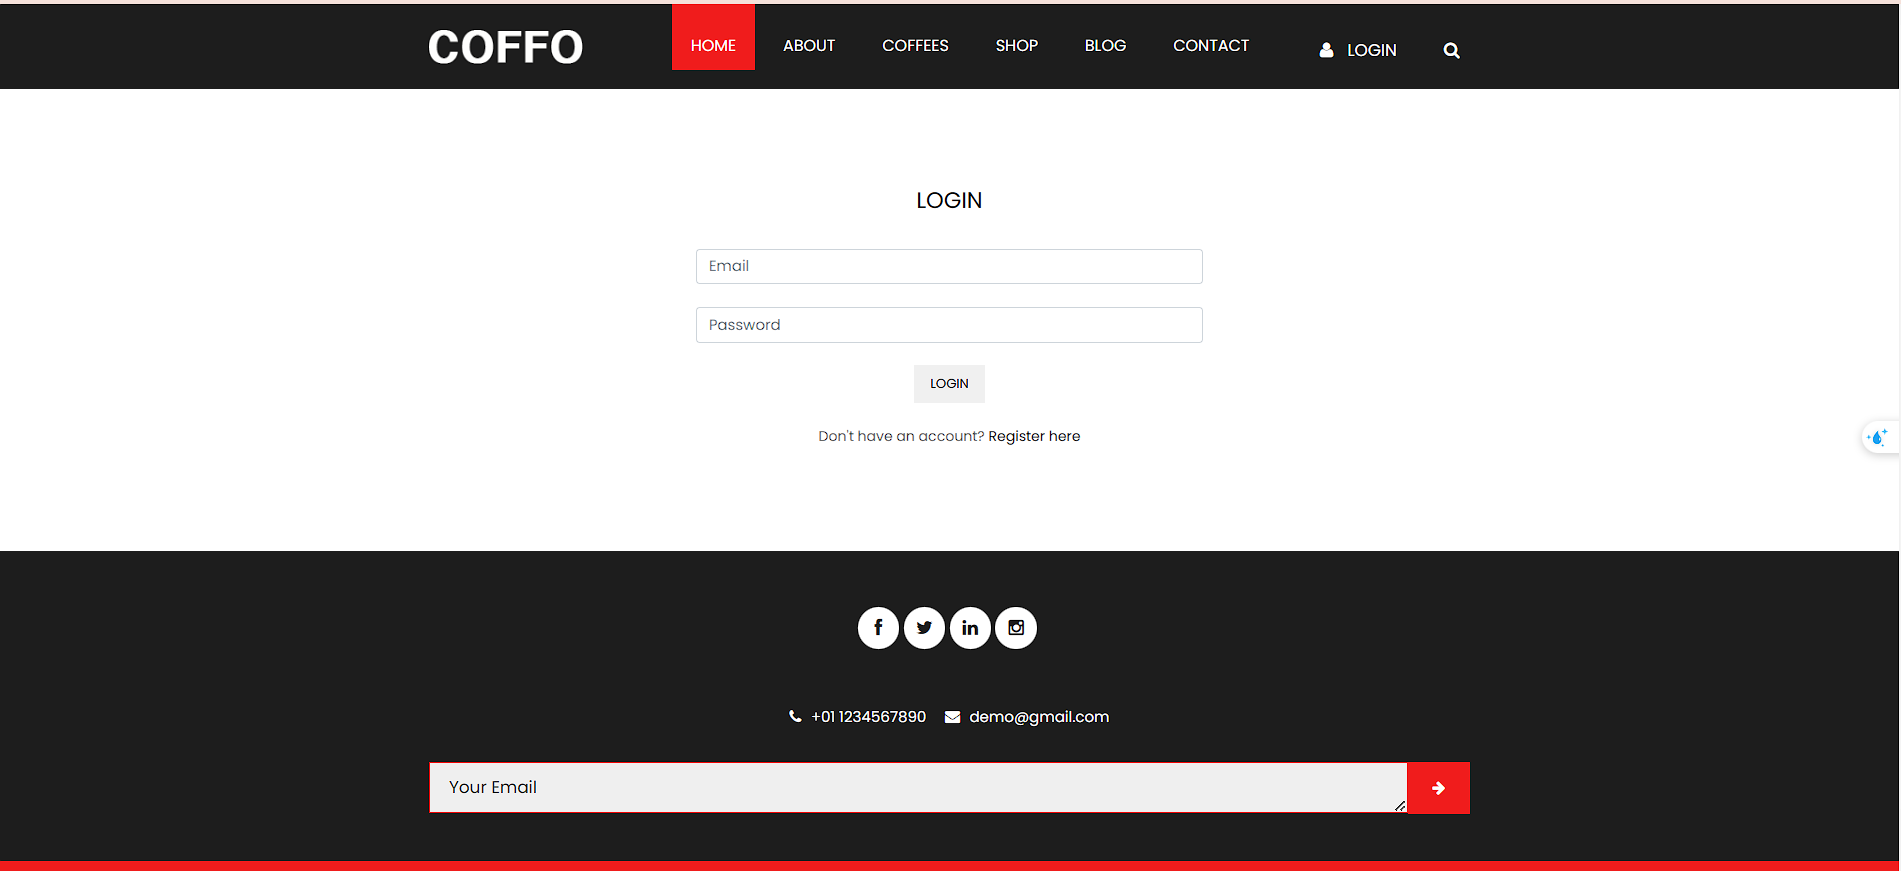 COFFO HOME ABOUT COFFEES SHOP BLOG CONTACT LOGIN
LOGIN
Email
Password
LOGIN
Don't have an account? Register here
+01 1234567890 demo@gmail.com
Your Email